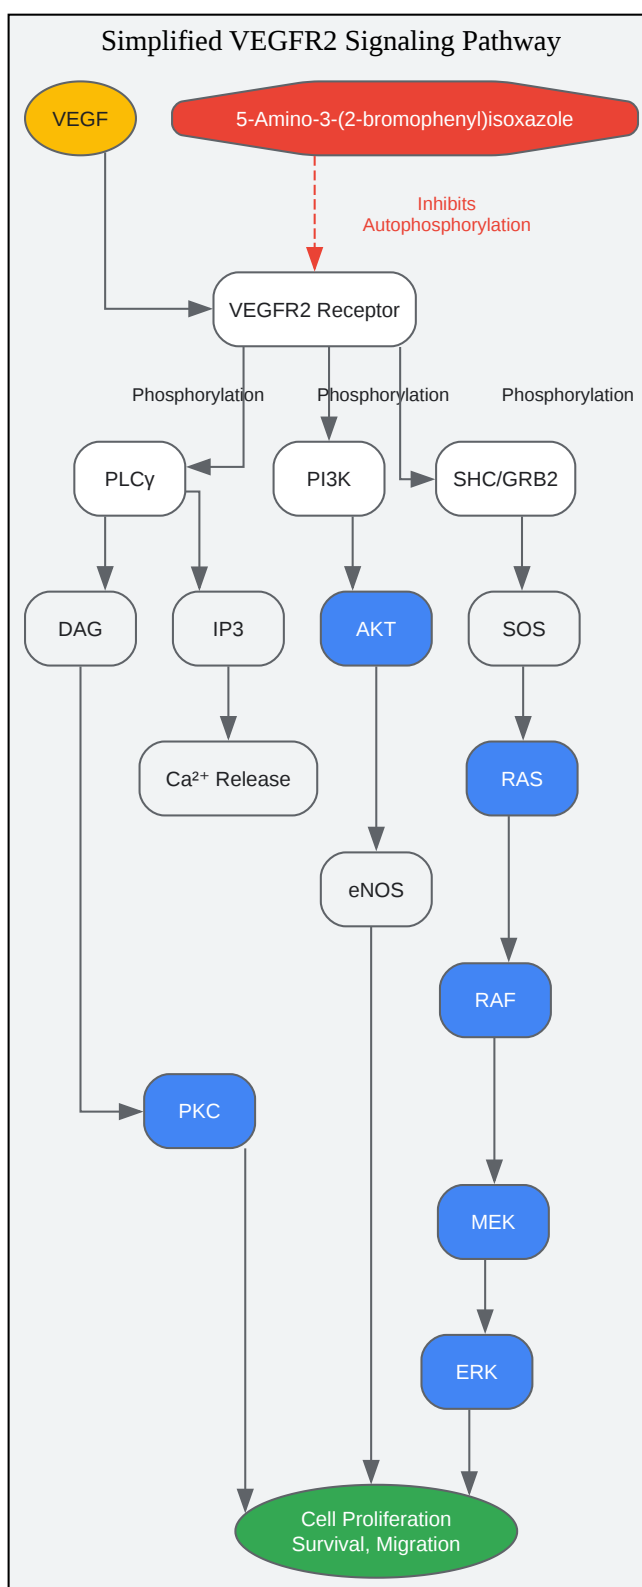 Simplified VEGFR2 Signaling Pathway
VEGF
5-Amino-3-(2-bromophenyl)isoxazole
Inhibits
Autophosphorylation
VEGFR2 Receptor
Phosphorylation
Phosphorylation
Phosphorylation
PLCγ
PI3K
SHC/GRB2
DAG
IP3
AKT
SOS
Ca²⁺ Release
RAS
eNOS
RAF
PKC
MEK
ERK
Cell Proliferation
Survival, Migration